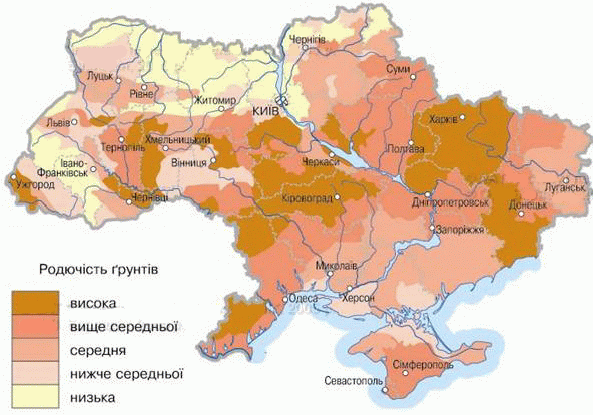 Чернігів
Суми
Луцьк
Рівне
Житомир
КИЇВ
Харків
Львів
Тернопіль
Хмельницький
Полтава
Івано-
Франківськ
Вінниця
Черкаси
Луганськ
Ужгород
Чернівці
Кіровоград
Дніпропетровськ
Донецьк
Запоріжжя
Миколаїв
Одеса
Херсон
Сімферополь
Севастополь
Родючість ґрунтів
висока
вище середньої
середня
нижче середньої
низька